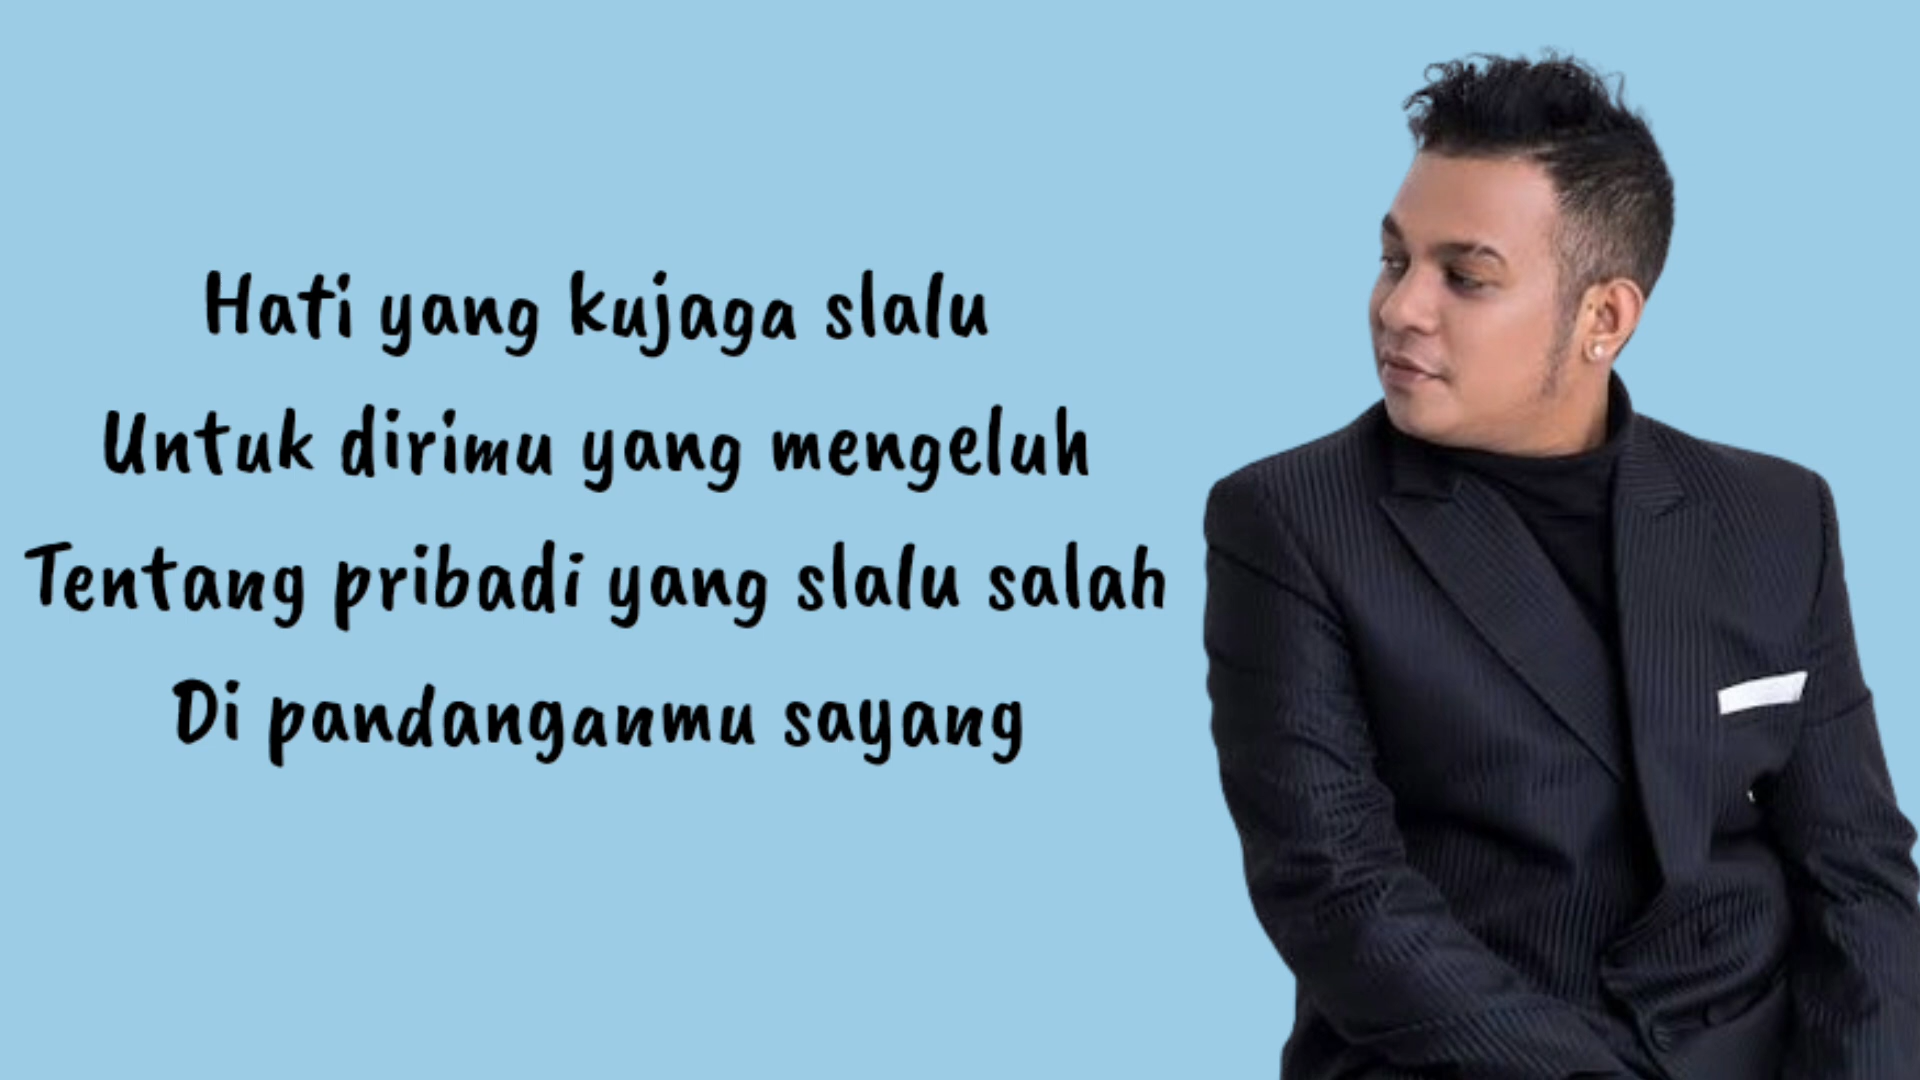 Hati yang kujaga slalu
Untuk dirimu yang mengeluh
Tentang pribadi yang slalu salah
Di pandanganmu sayang